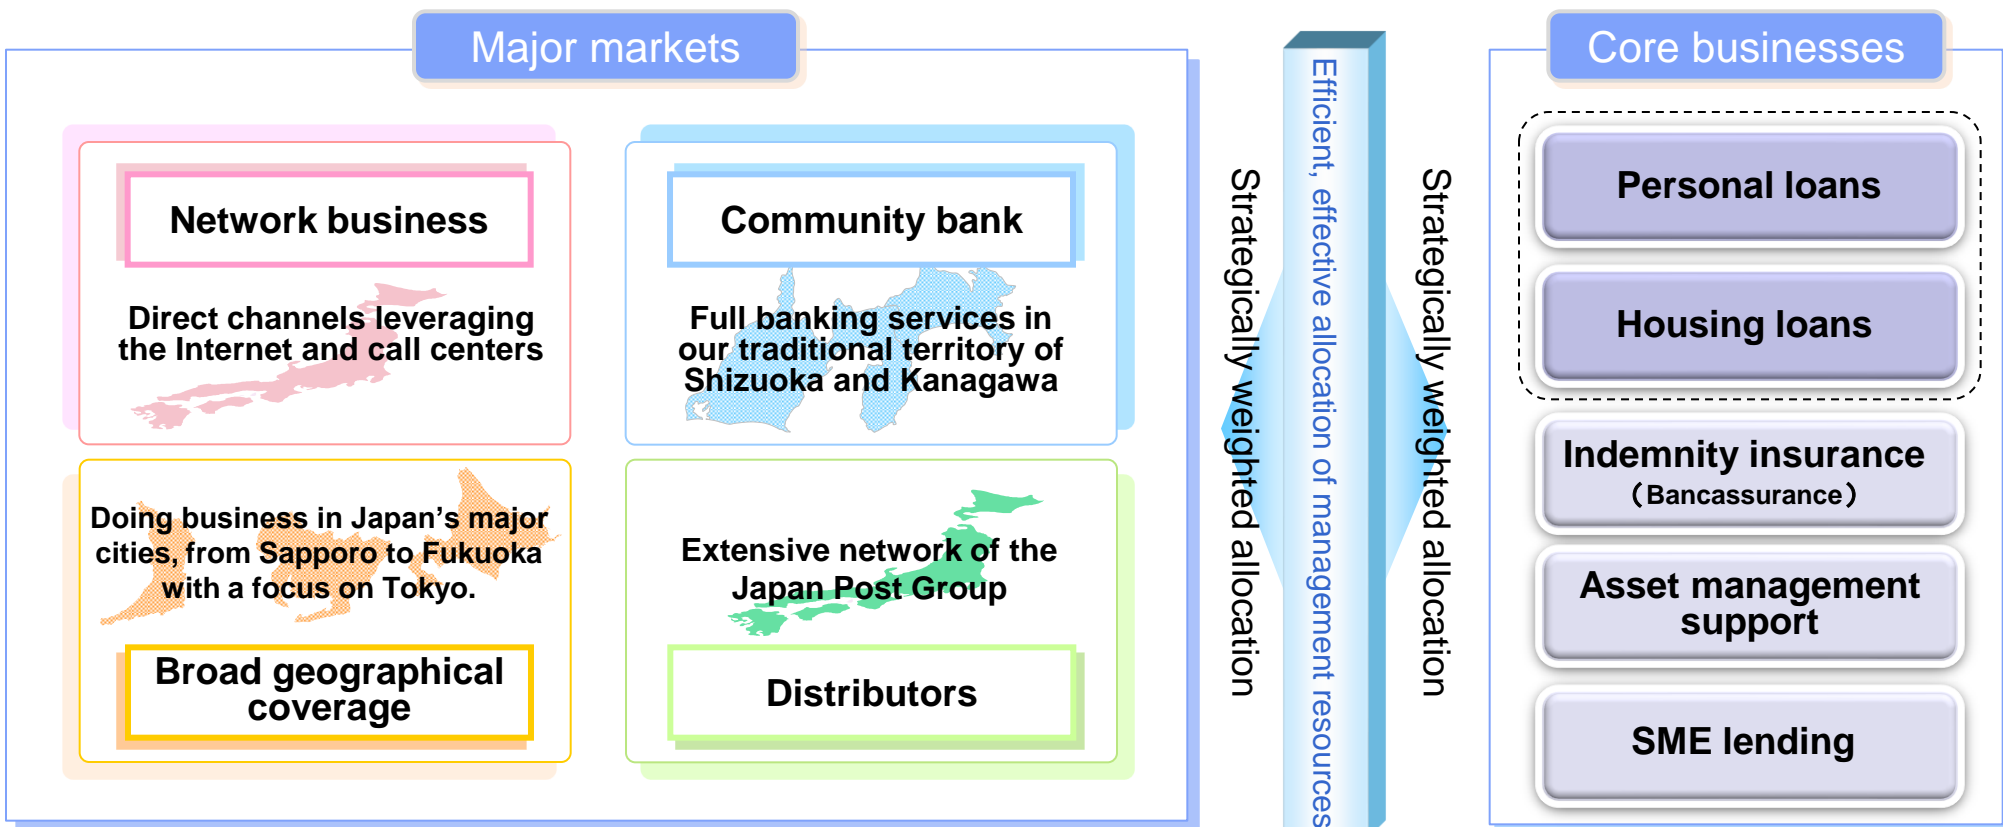 Major markets
Network business
Direct channels leveraging
the Internet and call centers
Community bank
Full banking services in
our traditional territory of
Shizuoka and Kanagawa
Doing business in Japan’s major
cities, from Sapporo to Fukuoka
with a focus on Tokyo.
Broad geographical
coverage
Extensive network of the
Japan Post Group
Distributors
Strategically weighted allocation
Efficient, effective allocation of management resources
Strategically weighted allocation
Core businesses
Personal loans
Housing loans
Indemnity insurance
（Bancassurance）
Asset management
support
SME lending